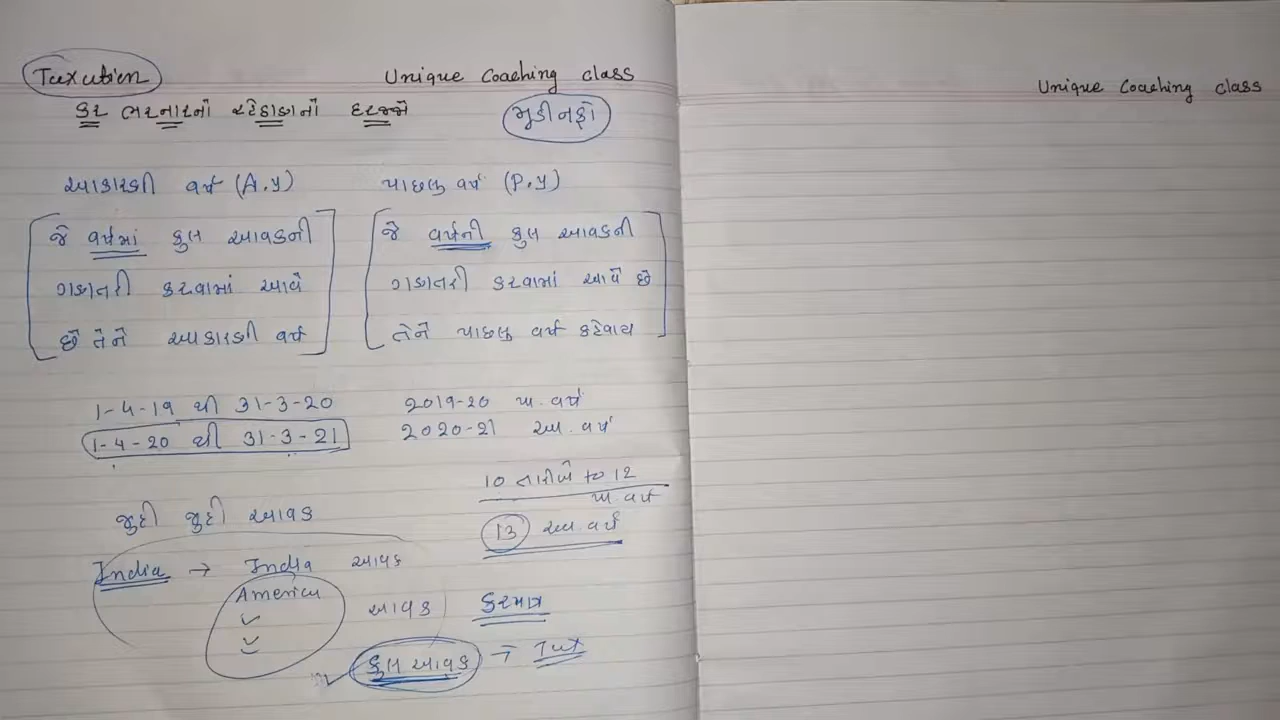 Taxation
Unique Coaching Class
કર ભરનારનો રહેઠાણનો દરજ્જો
મૂડી નફો
આકારણી વર્ષ (A.Y)
પાછલુ વર્ષ (P.Y)
જે વર્ષમાં કુલ આવકની
ગણતરી કરવામાં આવે
છે તેને આકારણી વર્ષ
જે વર્ષની કુલ આવકની
ગણતરી કરવામાં આવે છે
તેને પાછલુ વર્ષ કહેવાય
1-4-19 થી 31-3-20 2019-20 પા. વર્ષ
1-4-20 થી 31-3-21 2020-21 આ. વર્ષ
10 તારીખે to 12
પા. વર્ષ
13 આ. વર્ષ
જુદી જુદી આવક
India → India આવક
America
આવક
કરમાત્ર
કુલ આવક → Tax
Unique Coaching Class